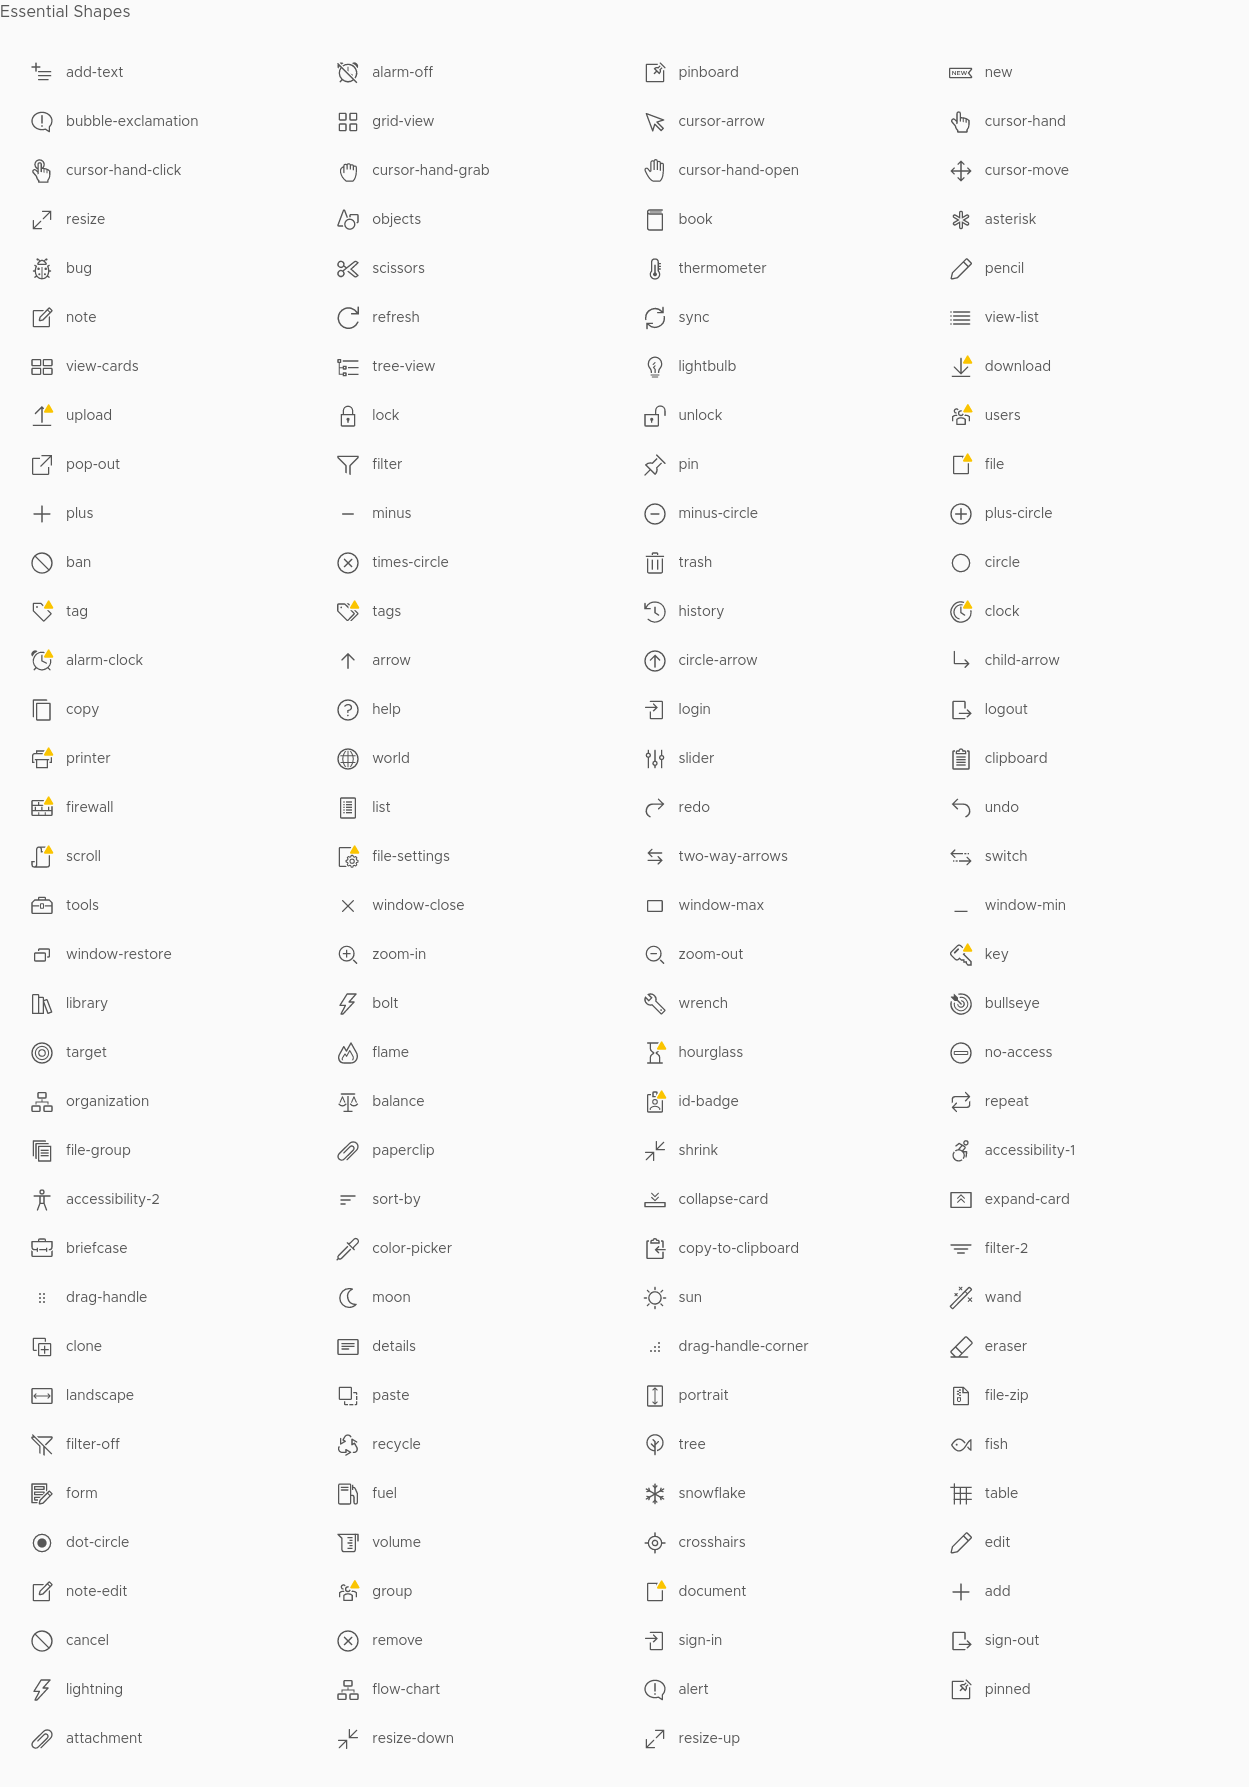 Essential Shapes
add-text alarm-off pinboard NEW new
bubble-exclamation grid-view cursor-arrow cursor-hand
cursor-hand-click cursor-hand-grab cursor-hand-open cursor-move
resize objects book asterisk
bug scissors thermometer pencil
note refresh sync view-list
view-cards tree-view lightbulb download
upload lock unlock users
pop-out filter pin file
plus minus minus-circle plus-circle
ban times-circle trash circle
tag tags history clock
alarm-clock arrow circle-arrow child-arrow
copy help login logout
printer world slider clipboard
firewall list redo undo
scroll file-settings two-way-arrows switch
tools window-close window-max window-min
window-restore zoom-in zoom-out key
library bolt wrench bullseye
target flame hourglass no-access
organization balance id-badge repeat
file-group paperclip shrink accessibility-1
accessibility-2 sort-by collapse-card expand-card
briefcase color-picker copy-to-clipboard filter-2
drag-handle moon sun wand
clone details drag-handle-corner eraser
landscape paste portrait file-zip
filter-off recycle tree fish
form fuel snowflake table
dot-circle volume crosshairs edit
note-edit group document add
cancel remove sign-in sign-out
lightning flow-chart alert pinned
attachment resize-down resize-up